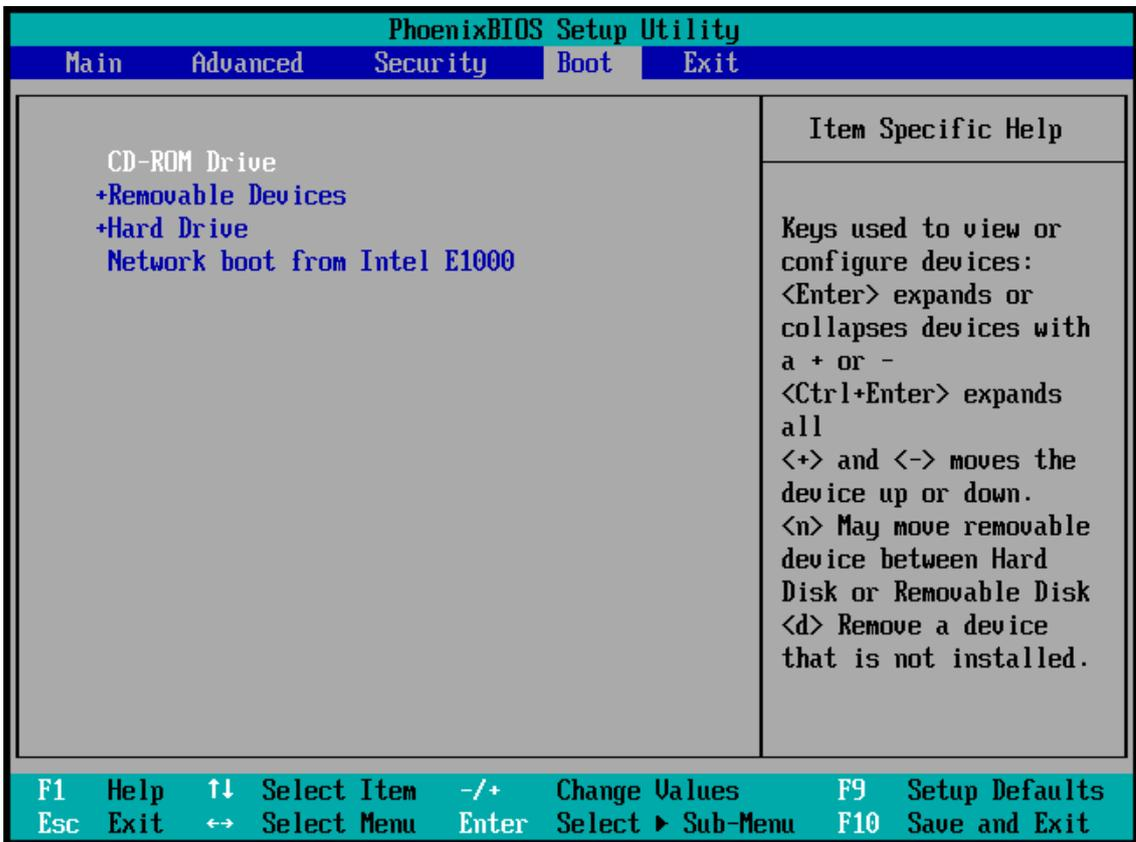 PhoenixBIOS Setup Utility
Main Advanced Security Boot Exit
CD-ROM Drive
+Removable Devices
+Hard Drive
Network boot from Intel E1000
Item Specific Help
Keys used to view or
configure devices:
<Enter> expands or
collapses devices with
a + or -
<Ctrl+Enter> expands
all
<+> and <-> moves the
device up or down.
<n> May move removable
device between Hard
Disk or Removable Disk
<d> Remove a device
that is not installed.
F1 Help ↑↓ Select Item -/+ Change Values F9 Setup Defaults
Esc Exit ↔ Select Menu Enter Select ▶ Sub-Menu F10 Save and Exit